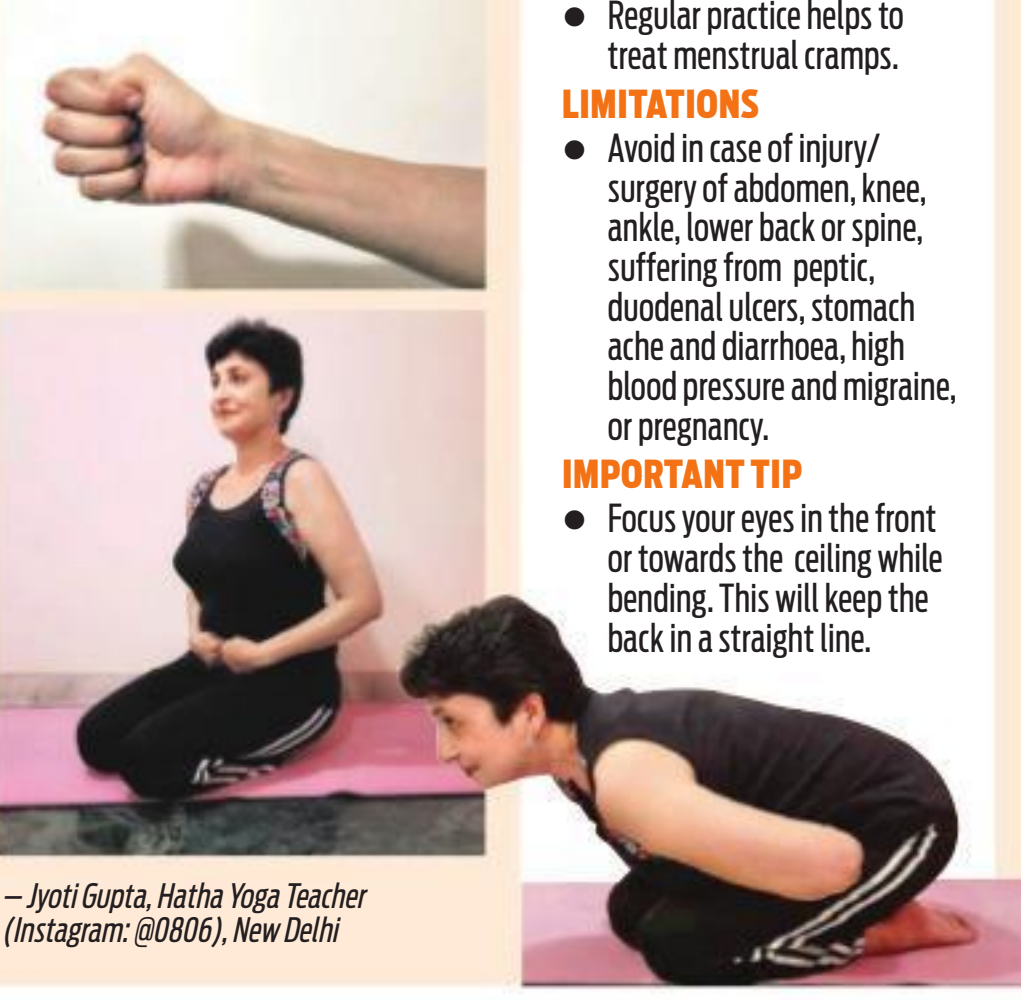 ● Regular practice helps to
treat menstrual cramps.
LIMITATIONS
● Avoid in case of injury/
surgery of abdomen, knee,
ankle, lower back or spine,
suffering from peptic,
duodenal ulcers, stomach
ache and diarrhoea, high
blood pressure and migraine,
or pregnancy.
IMPORTANT TIP
● Focus your eyes in the front
or towards the ceiling while
bending. This will keep the
back in a straight line.
– Jyoti Gupta, Hatha Yoga Teacher
(Instagram: @0806), New Delhi